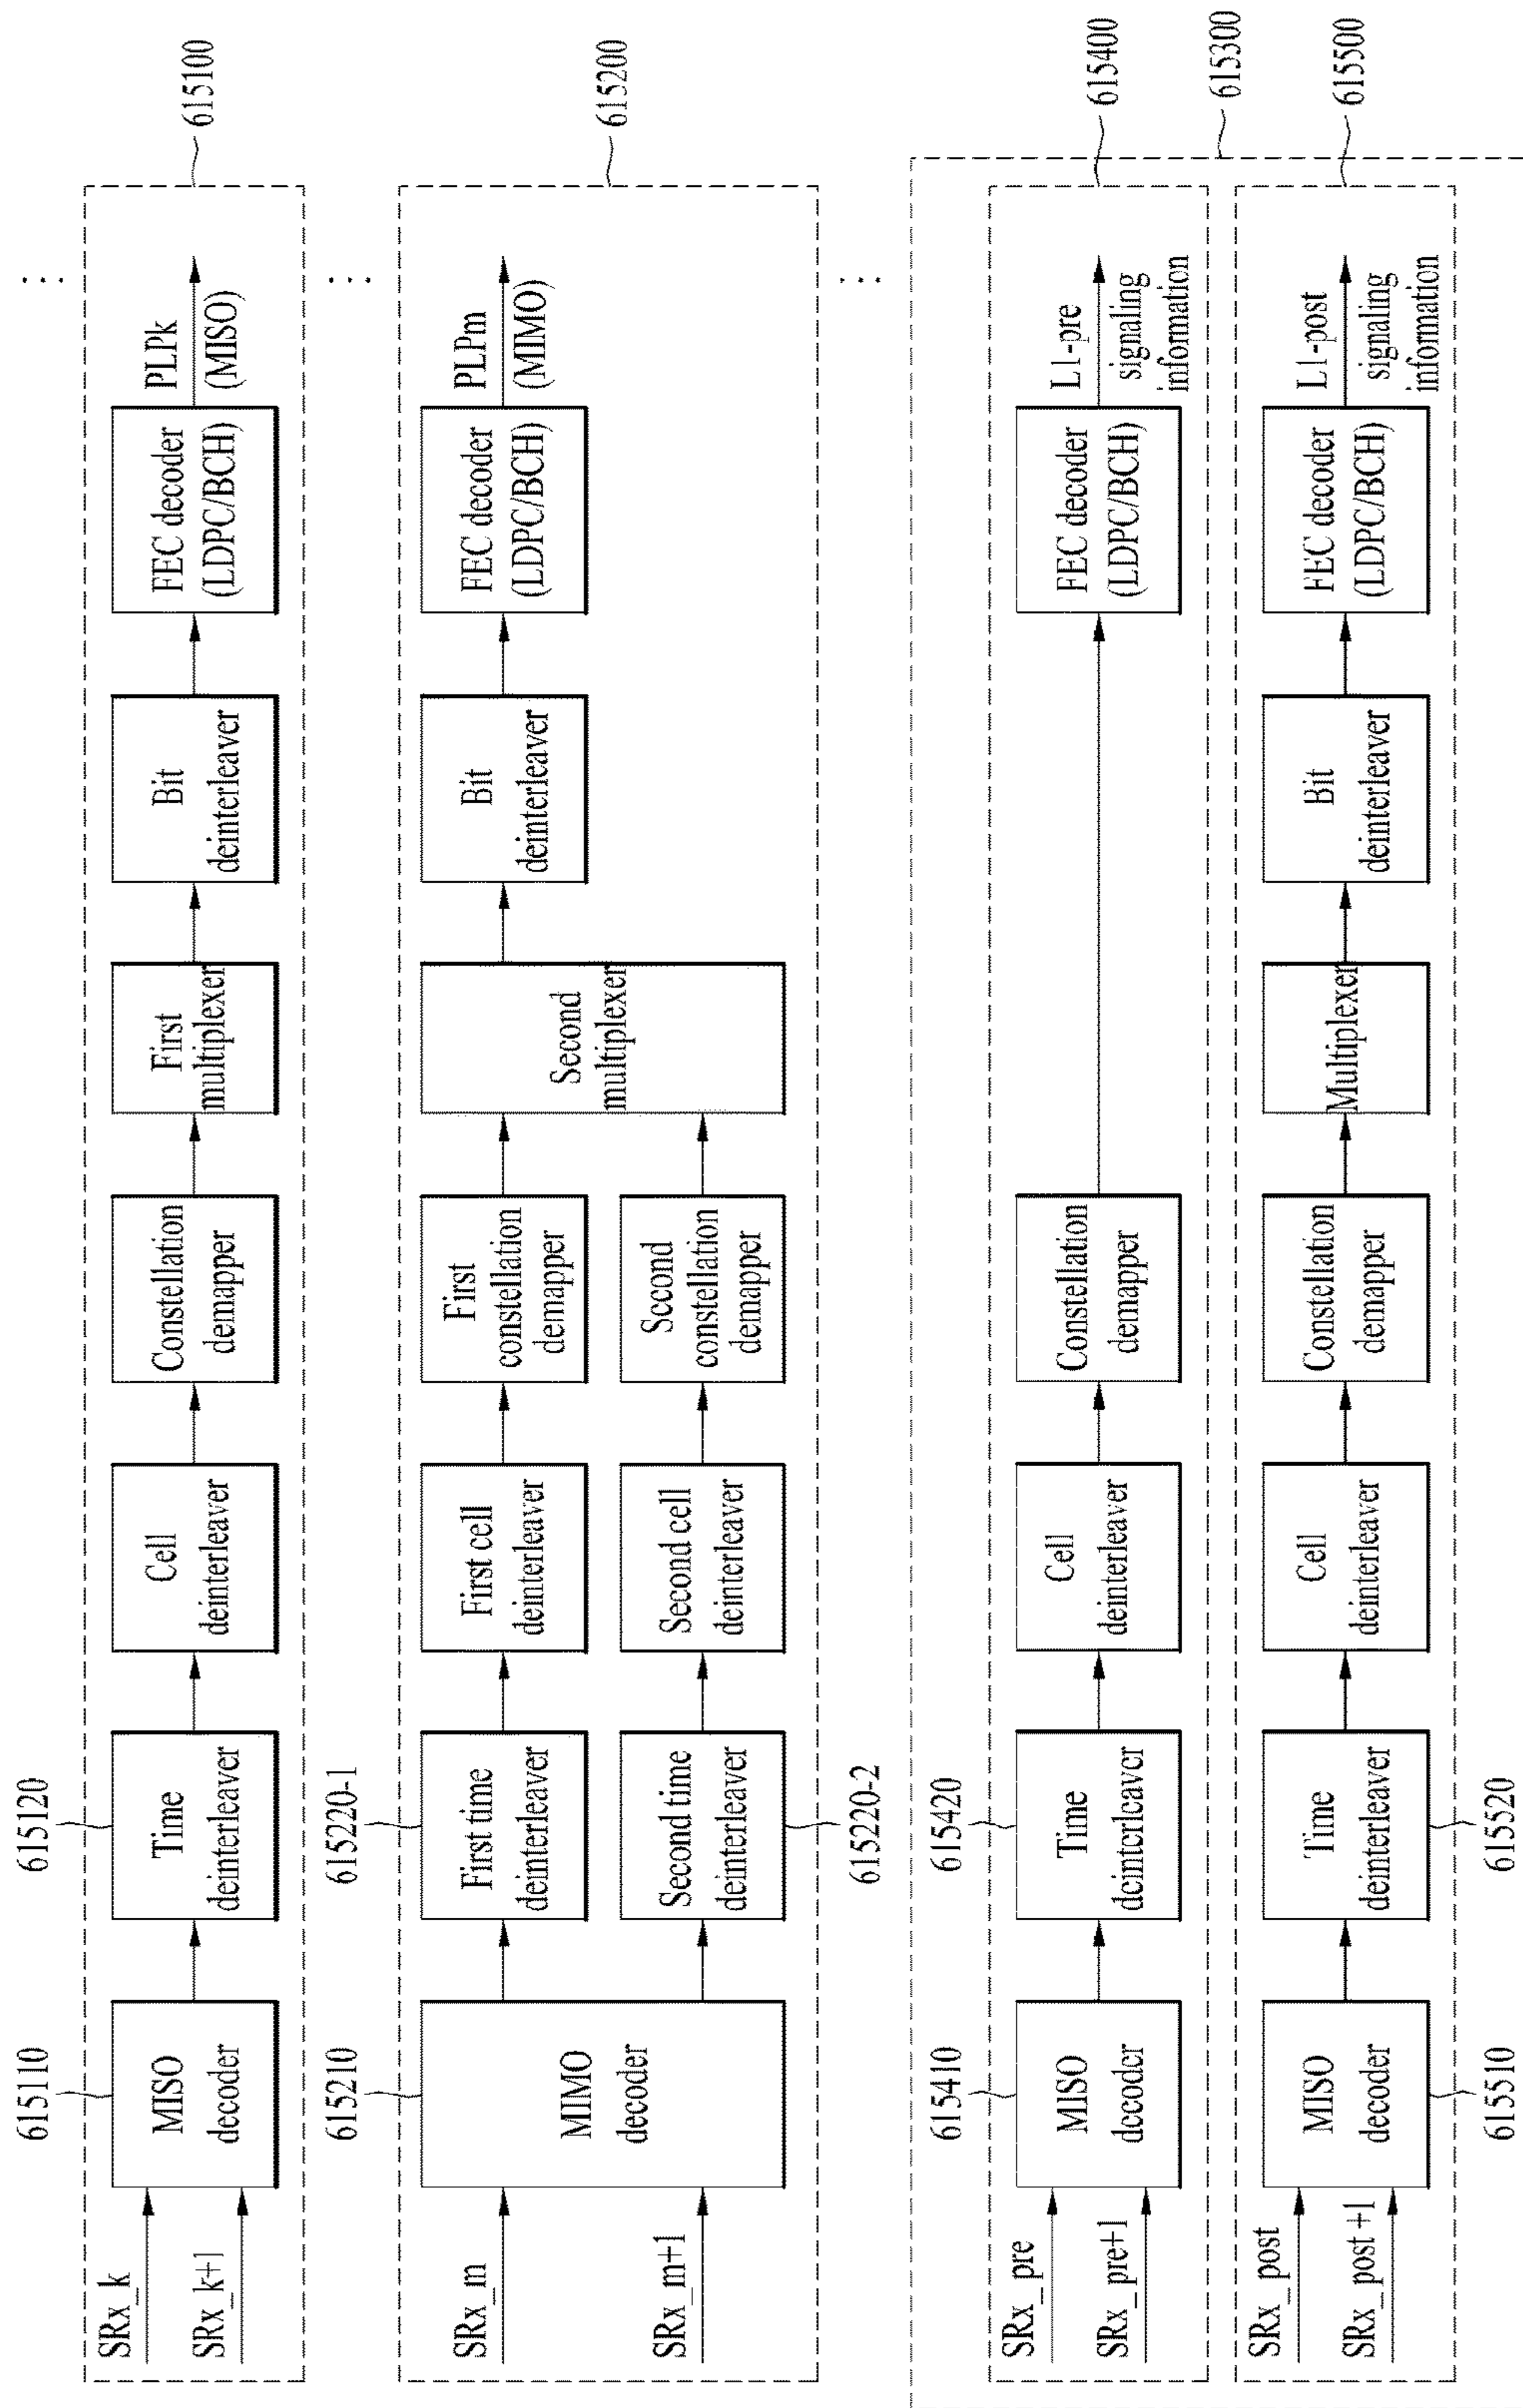 615110
615120
SRx_k
SRx_k+1
MISO
decoder
Time
deinterleaver
Cell
deinterleaver
Constellation
demapper
First
multiplexer
Bit
deinterleaver
FEC decoder
(LDPC/BCH)
PLPk
(MISO)
...
615100
615210
615220-1
SRx_m
SRx_m+1
MIMO
decoder
First time
deinterleaver
First cell
deinterleaver
First
constellation
demapper
Second time
deinterleaver
Second cell
deinterleaver
Second
constellation
demapper
Second
multiplexer
Bit
deinterleaver
FEC decoder
(LDPC/BCH)
PLPm
(MIMO)
...
615200
615220-2
...
615410
615420
SRx_pre
SRx_pre+1
MISO
decoder
Time
deinterleaver
Cell
deinterleaver
Constellation
demapper
FEC decoder
(LDPC/BCH)
L1-pre
signaling
information
615400
615300
SRx_post
SRx_post +1
MISO
decoder
Time
deinterleaver
Cell
deinterleaver
Constellation
demapper
Multiplexer
Bit
deinterleaver
FEC decoder
(LDPC/BCH)
L1-post
signaling
information
615500
615510
615520